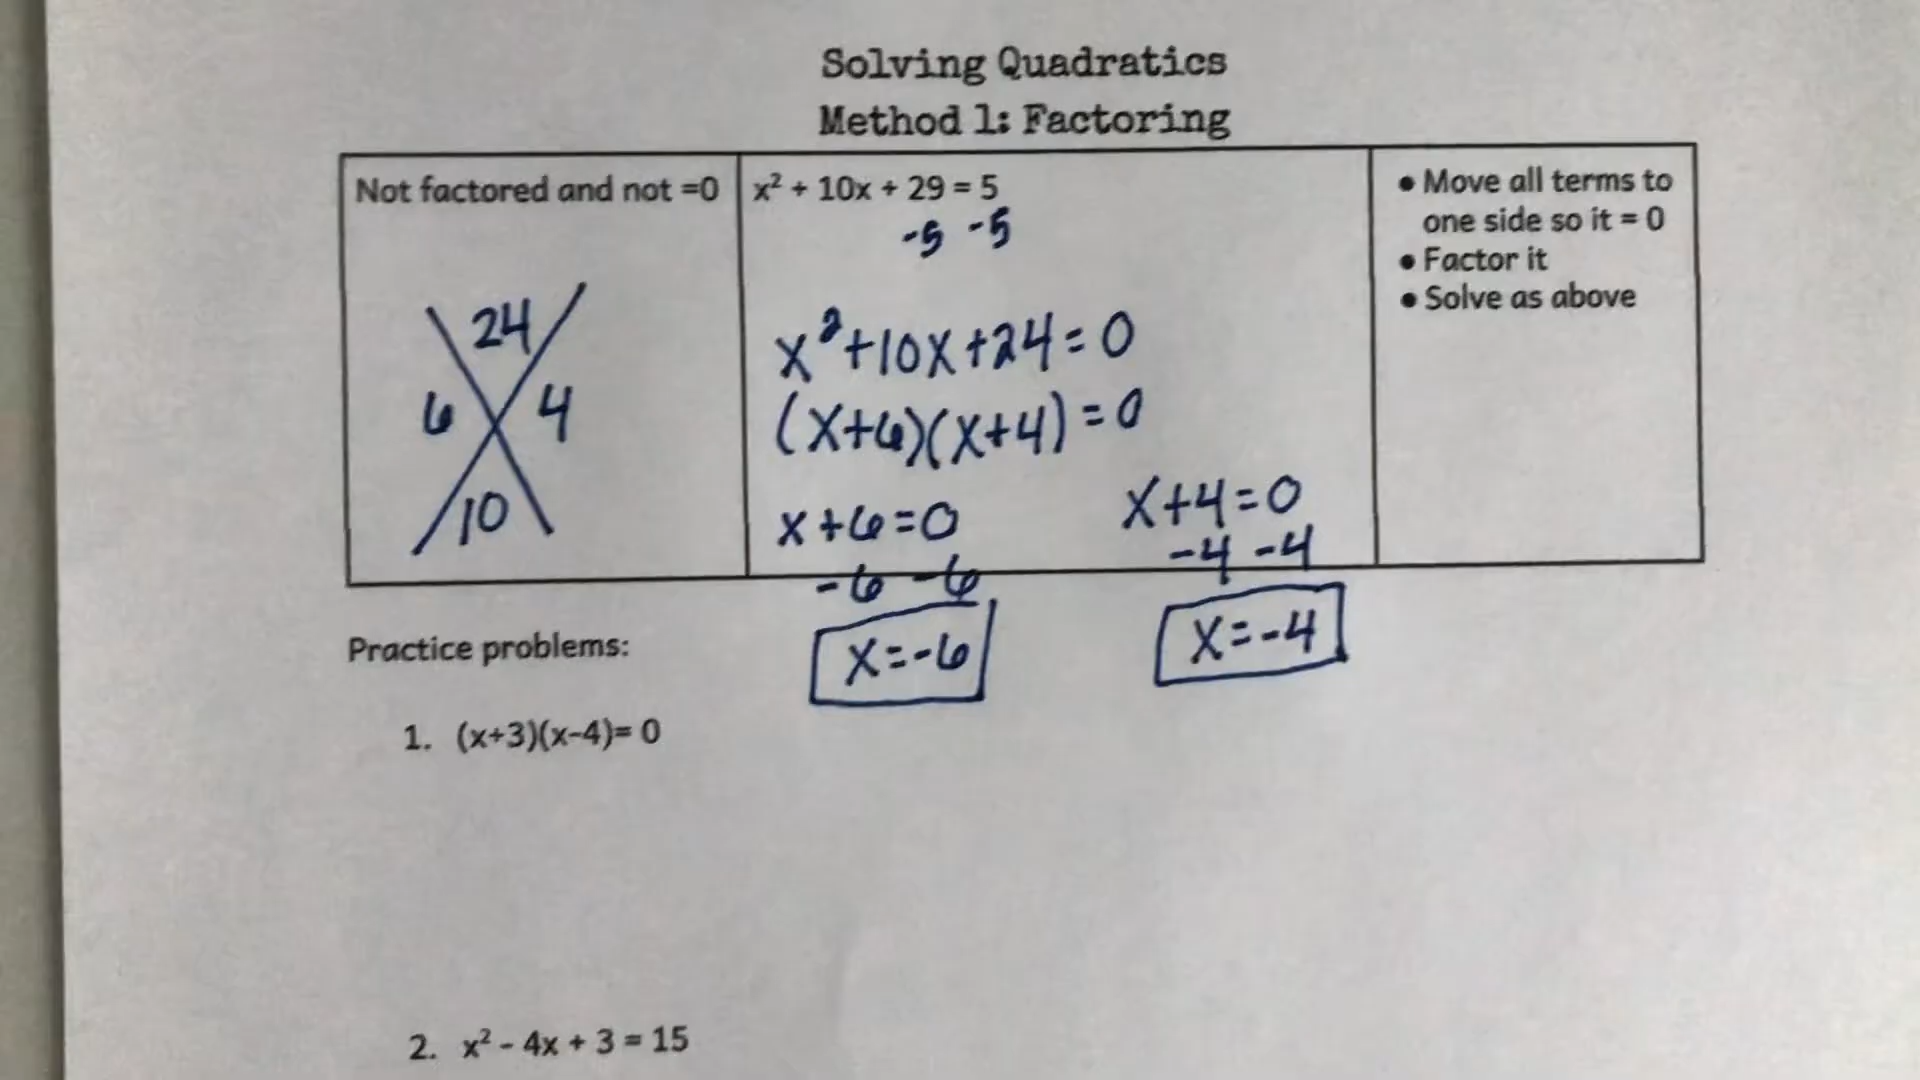 Solving Quadratics
Method 1: Factoring
Not factored and not =0
24
6 4
10
x² + 10x + 29 = 5
-5 -5
x²+10x+24=0
(x+6)(x+4)=0
x+6=0
-6 -6
x=-6
x+4=0
-4 -4
x=-4
• Move all terms to
one side so it = 0
• Factor it
• Solve as above
Practice problems:
1. (x+3)(x-4)= 0
2. x² - 4x + 3 = 15